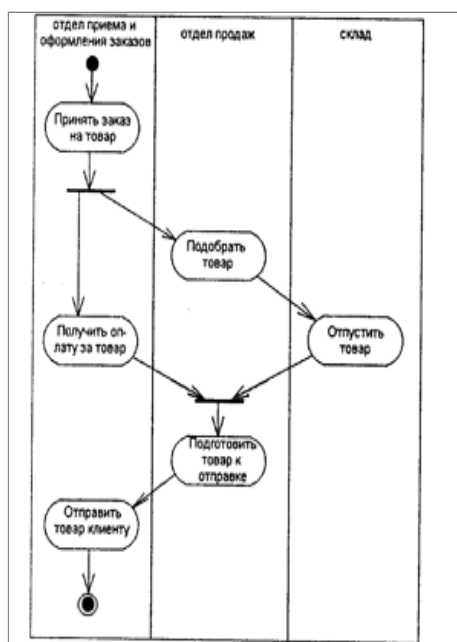 отдел приема и
оформления заказов
отдел продаж
склад
Принять заказ
на товар
Подобрать
товар
Получить оп-
лату за товар
Отпустить
товар
Подготовить
товар к
отправке
Отправить
товар клиенту